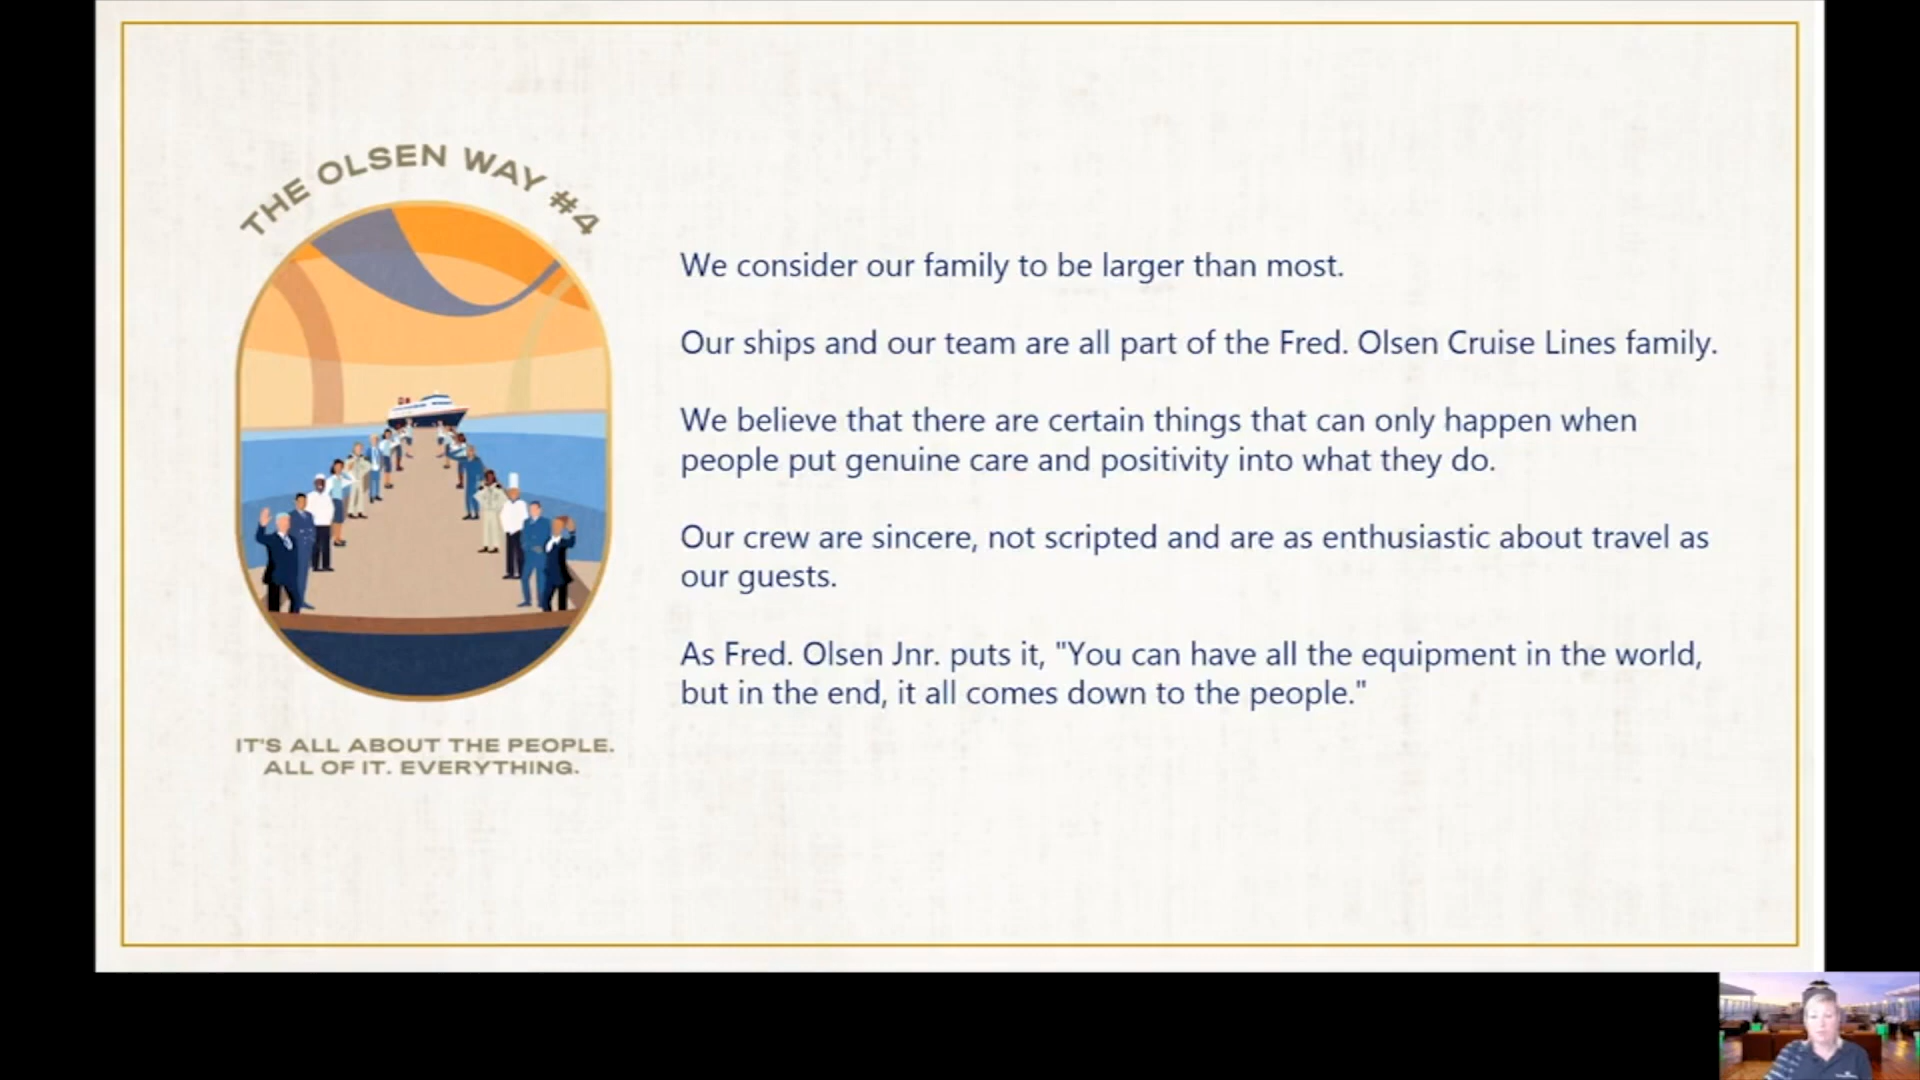 THE OLSEN WAY #4
IT'S ALL ABOUT THE PEOPLE.
ALL OF IT. EVERYTHING.
We consider our family to be larger than most.
Our ships and our team are all part of the Fred. Olsen Cruise Lines family.
We believe that there are certain things that can only happen when
people put genuine care and positivity into what they do.
Our crew are sincere, not scripted and are as enthusiastic about travel as
our guests.
As Fred. Olsen Jnr. puts it, "You can have all the equipment in the world,
but in the end, it all comes down to the people."